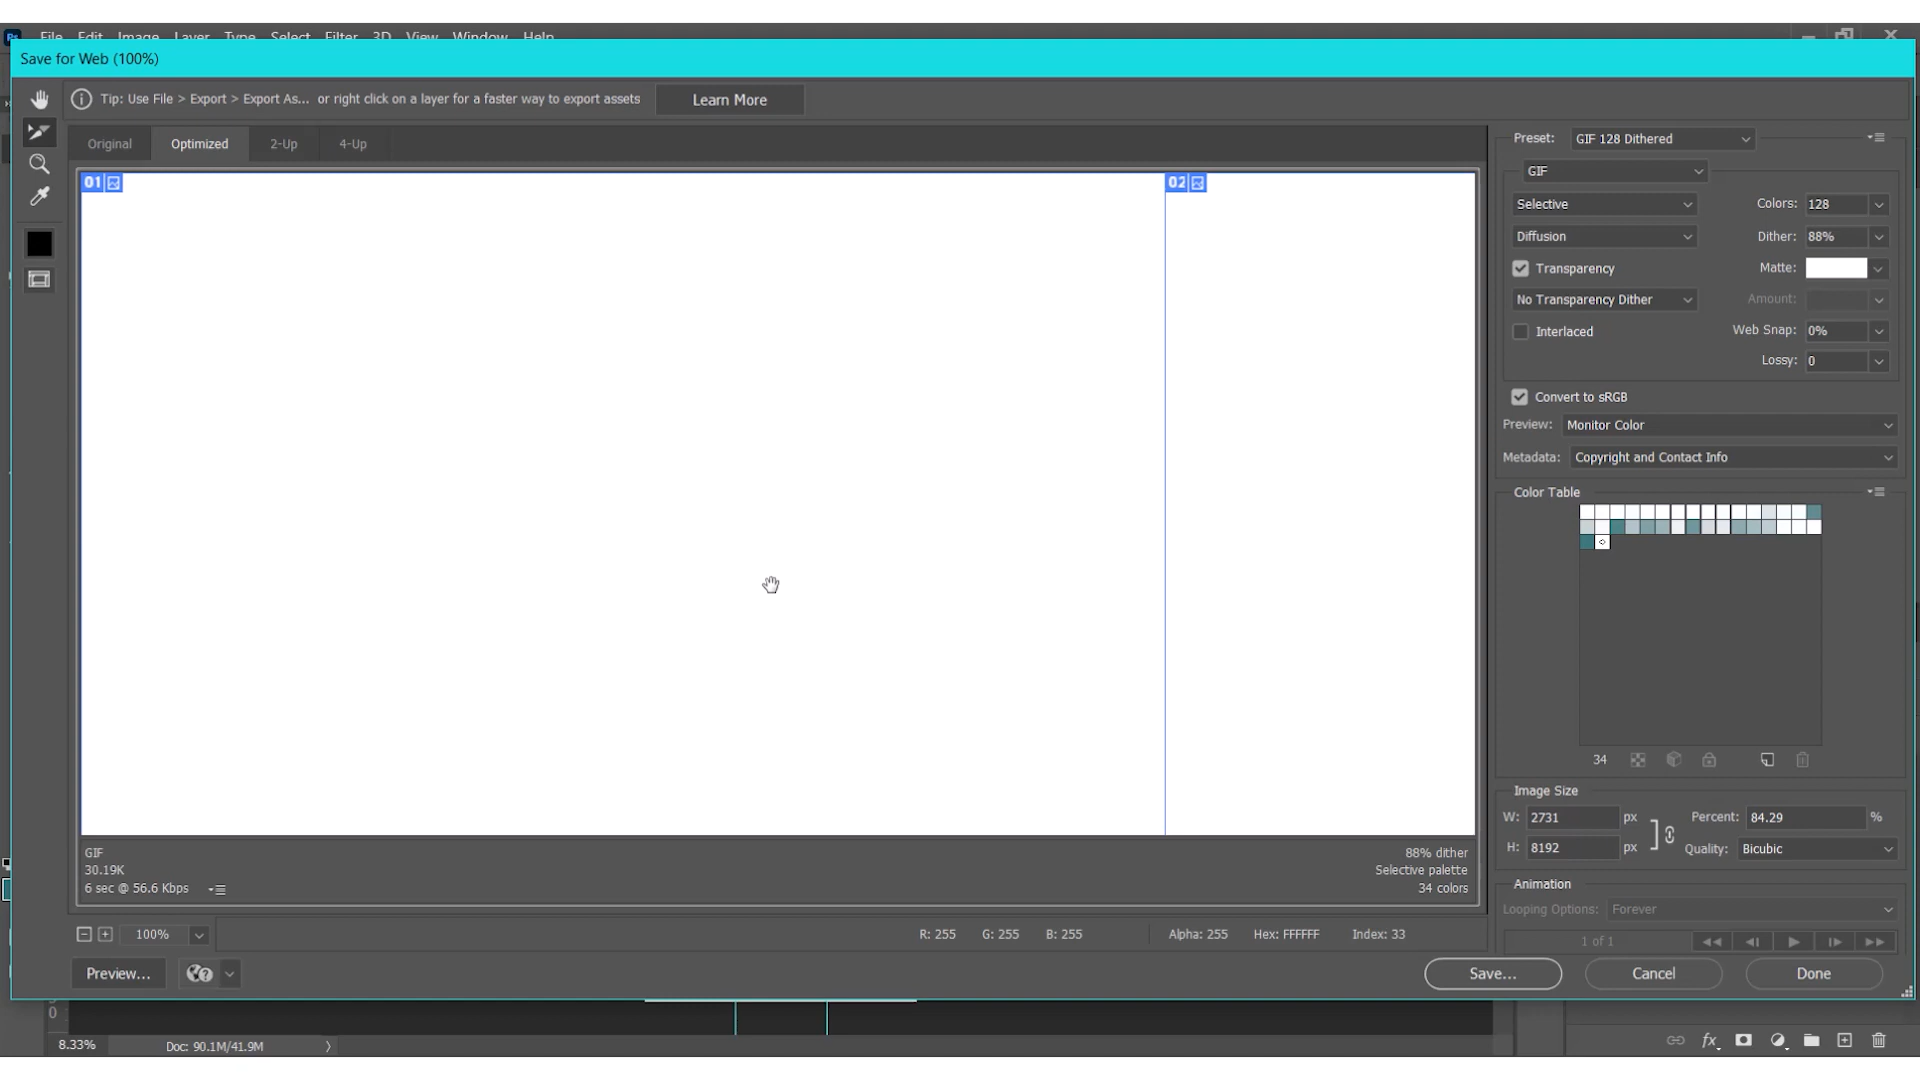 Ps File Edit Image Layer Type Select Filter 3D View Window Help
Save for Web (100%)
Tip: Use File > Export > Export As... or right click on a layer for a faster way to export assets
Learn More
Original Optimized 2-Up 4-Up
01 02
Preset: GIF 128 Dithered
GIF
Selective Colors: 128
Diffusion Dither: 88%
Transparency Matte:
No Transparency Dither Amount:
Interlaced Web Snap: 0%
Lossy: 0
Convert to sRGB
Preview: Monitor Color
Metadata: Copyright and Contact Info
Color Table
34
Image Size
W: 2731 px Percent: 84.29 %
H: 8192 px Quality: Bicubic
Animation
Looping Options: Forever
1 of 1
GIF
30.19K
6 sec @ 56.6 Kbps
88% dither
Selective palette
34 colors
100% R: 255 G: 255 B: 255 Alpha: 255 Hex: FFFFFF Index: 33
Preview... Save... Cancel Done
0
8.33% Doc: 90.1M/41.9M
fx